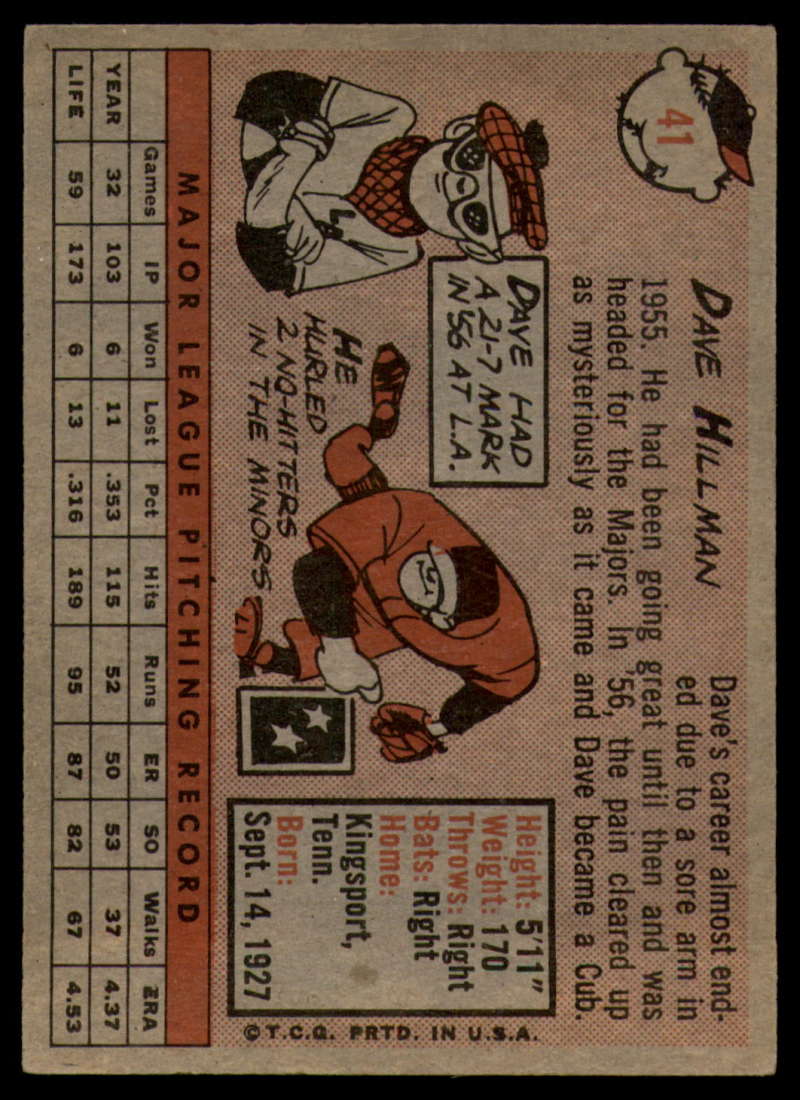 41
DAVE HILLMAN
Dave's career almost end-
ed due to a sore arm in
1955. He had been going great until then and was
headed for the Majors. In '56, the pain cleared up
as mysteriously as it came and Dave became a Cub.
DAVE HAD
A 21-7 MARK
IN '56 AT L.A.
LA
HE
HURLED
2 NO-HITTERS
IN THE MINORS
Height: 5'11"
Weight: 170
Throws: Right
Bats: Right
Home:
Kingsport,
Tenn.
Born:
Sept. 14, 1927
© T.C.G. PRTD. IN U.S.A.
MAJOR LEAGUE PITCHING RECORD
Games IP Won Lost Pct Hits Runs ER SO Walks ERA
YEAR 32 103 6 11 .353 115 52 50 53 37 4.37
LIFE 59 173 6 13 .316 189 95 87 82 67 4.53